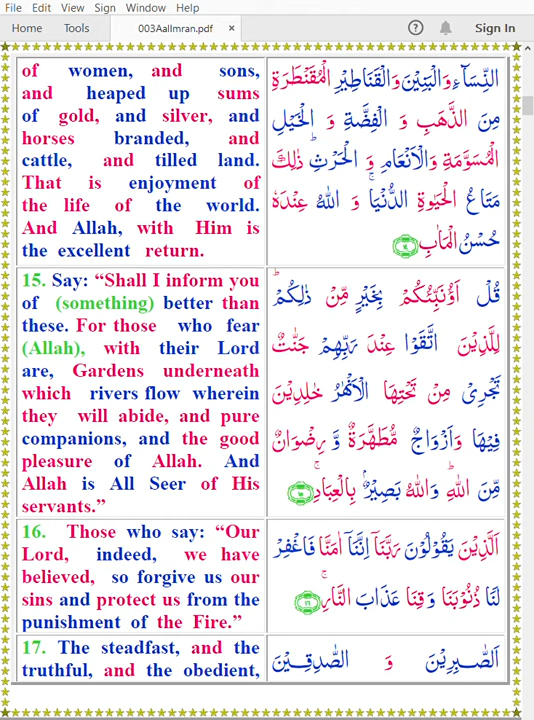 File Edit View Sign Window Help
Home Tools 003AalImran.pdf × Sign In
of women, and sons,
and heaped up sums
of gold, and silver, and
horses branded, and
cattle, and tilled land.
That is enjoyment of
the life of the world.
And Allah, with Him is
the excellent return.
النِّسَآءِ وَالْبَنِيْنَ وَالْقَنَاطِيْرِ الْمُقَنْطَرَةِ
مِنَ الذَّهَبِ وَ الْفِضَّةِ وَ الْخَيْلِ
الْمُسَوَّمَةِ وَالْاَنْعَامِ وَ الْحَرْثِ ؕ ذٰلِكَ
مَتَاعُ الْحَيٰوةِ الدُّنْيَا ۚ وَ اللّٰهُ عِنْدَهٗ
حُسْنُ الْمَاٰبِ ﴿۱۴﴾
15. Say: “Shall I inform you
of (something) better than
these. For those who fear
(Allah), with their Lord
are, Gardens underneath
which rivers flow wherein
they will abide, and pure
companions, and the good
pleasure of Allah. And
Allah is All Seer of His
servants.”
قُلْ اَؤُنَبِّئُكُمْ بِخَيْرٍ مِّنْ ذٰلِكُمْ ؕ
لِلَّذِيْنَ اتَّقَوْا عِنْدَ رَبِّهِمْ جَنّٰتٌ
تَجْرِيْ مِنْ تَحْتِهَا الْاَنْهٰرُ خٰلِدِيْنَ
فِيْهَا وَاَزْوَاجٌ مُّطَهَّرَةٌ وَّ رِضْوَانٌ
مِّنَ اللّٰهِ ؕ وَاللّٰهُ بَصِيْرٌۢ بِالْعِبَادِ ۚ ﴿۱۵﴾
16. Those who say: “Our
Lord, indeed, we have
believed, so forgive us our
sins and protect us from the
punishment of the Fire.”
اَلَّذِيْنَ يَقُوْلُوْنَ رَبَّنَاۤ اِنَّنَاۤ اٰمَنَّا فَاغْفِرْ
لَنَا ذُنُوْبَنَا وَقِنَا عَذَابَ النَّارِ ۚ ﴿۱۶﴾
17. The steadfast, and the
truthful, and the obedient,
اَلصّٰبِرِيْنَ وَ الصّٰدِقِيْنَ